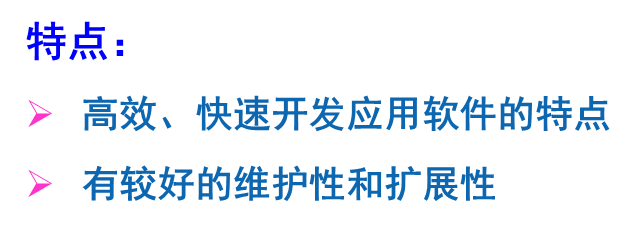 特点：
➢ 高效、快速开发应用软件的特点
➢ 有较好的维护性和扩展性